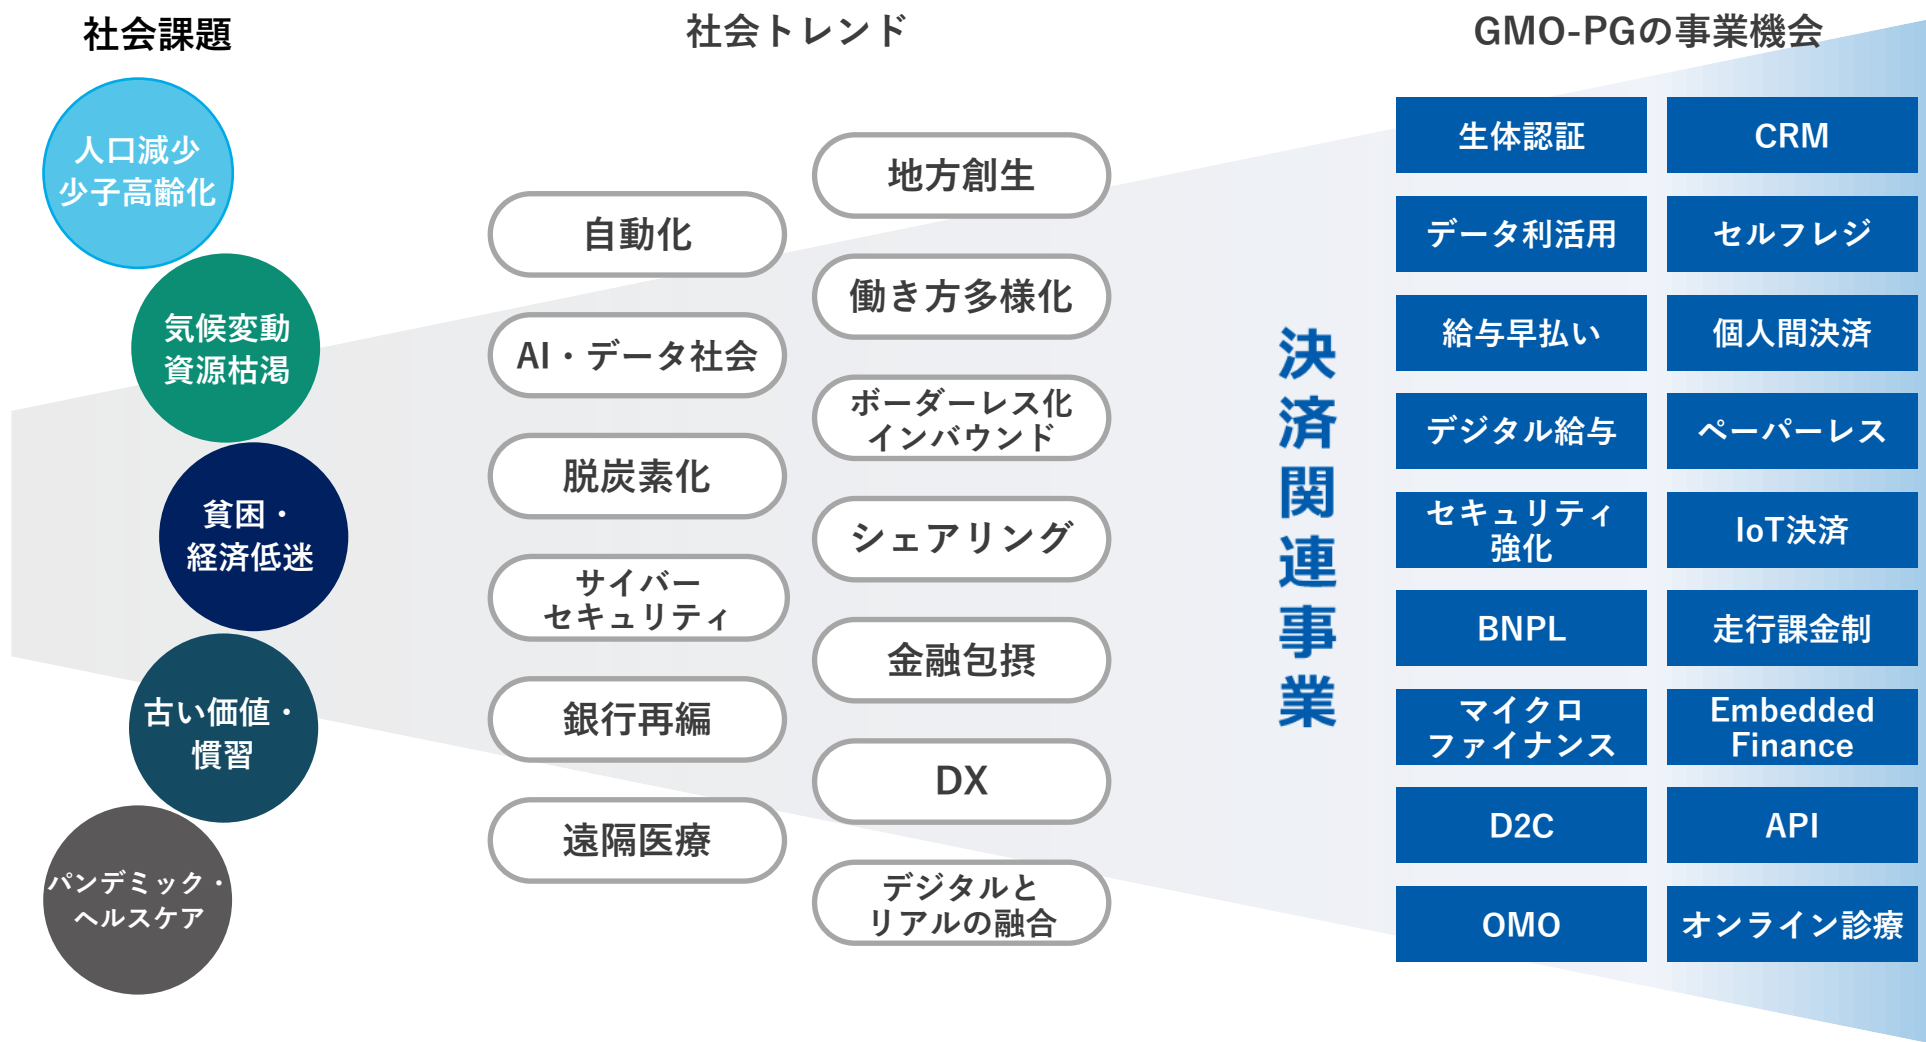 社会課題
人口減少
少子高齢化
気候変動
資源枯渇
貧困・
経済低迷
古い価値・
慣習
パンデミック・
ヘルスケア
社会トレンド
自動化
AI・データ社会
脱炭素化
サイバー
セキュリティ
銀行再編
遠隔医療
地方創生
働き方多様化
ボーダーレス化
インバウンド
シェアリング
金融包摂
DX
デジタルと
リアルの融合
決済関連事業
GMO-PGの事業機会
生体認証
CRM
データ利活用
セルフレジ
給与早払い
個人間決済
デジタル給与
ペーパーレス
セキュリティ
強化
IoT決済
BNPL
走行課金制
マイクロ
ファイナンス
Embedded
Finance
D2C
API
OMO
オンライン診療